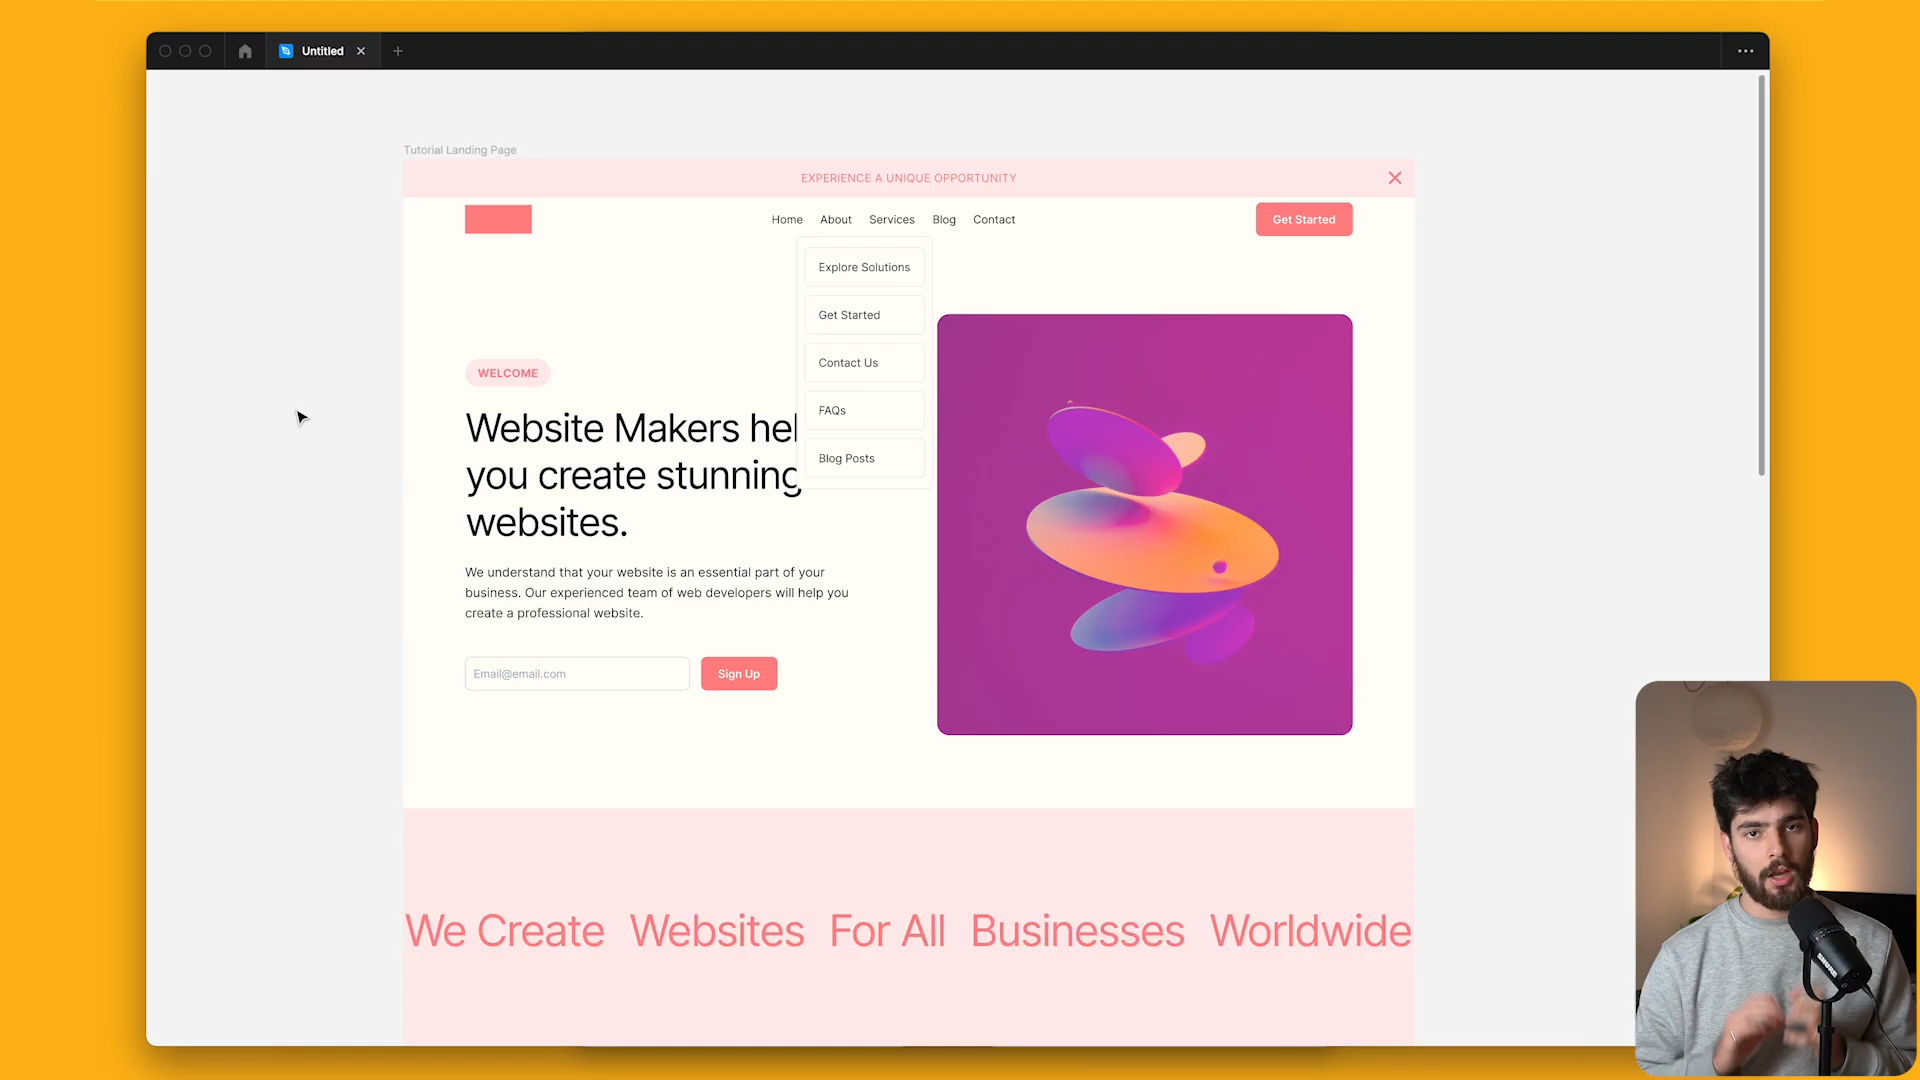 Untitled
Tutorial Landing Page
EXPERIENCE A UNIQUE OPPORTUNITY
Home About Services Blog Contact
Get Started
Explore Solutions
Get Started
Contact Us
FAQs
Blog Posts
WELCOME
Website Makers hel
you create stunning
websites.
We understand that your website is an essential part of your
business. Our experienced team of web developers will help you
create a professional website.
Email@email.com
Sign Up
We Create Websites For All Businesses Worldwide
SHURE